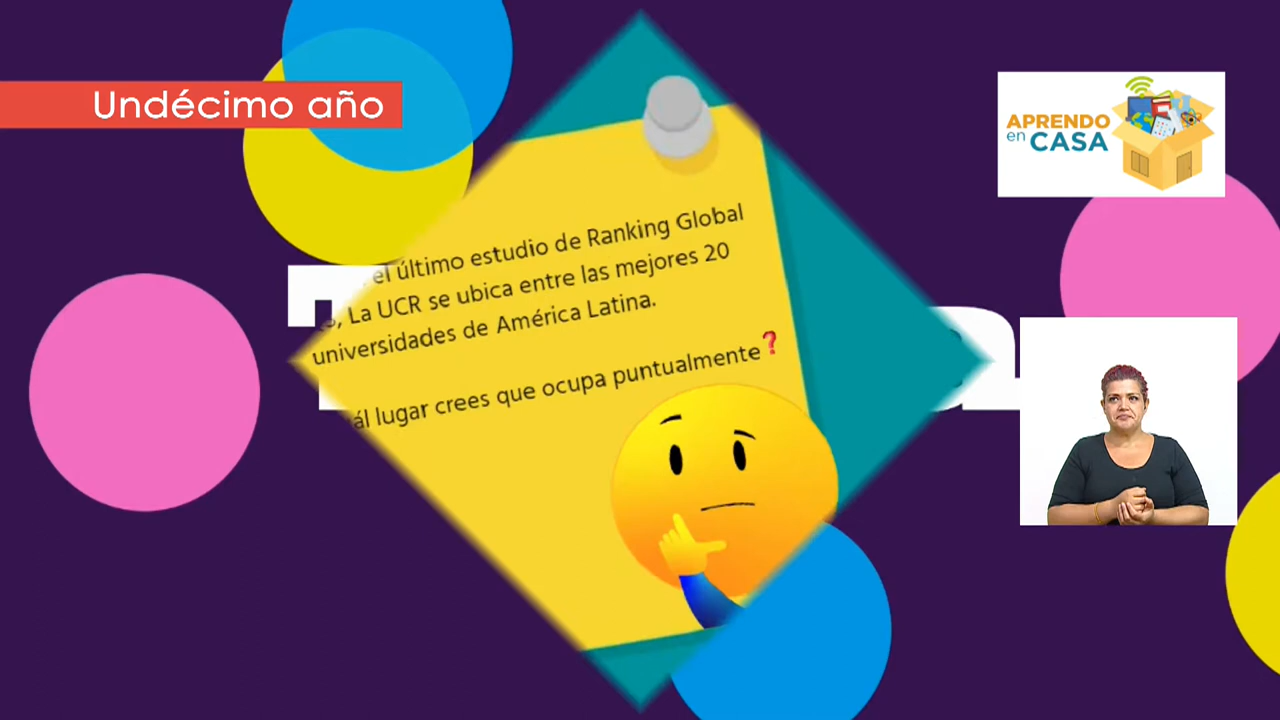 Undécimo año
APRENDO
en CASA
el último estudio de Ranking Global
La UCR se ubica entre las mejores 20
universidades de América Latina.
lugar crees que ocupa puntualmente❓